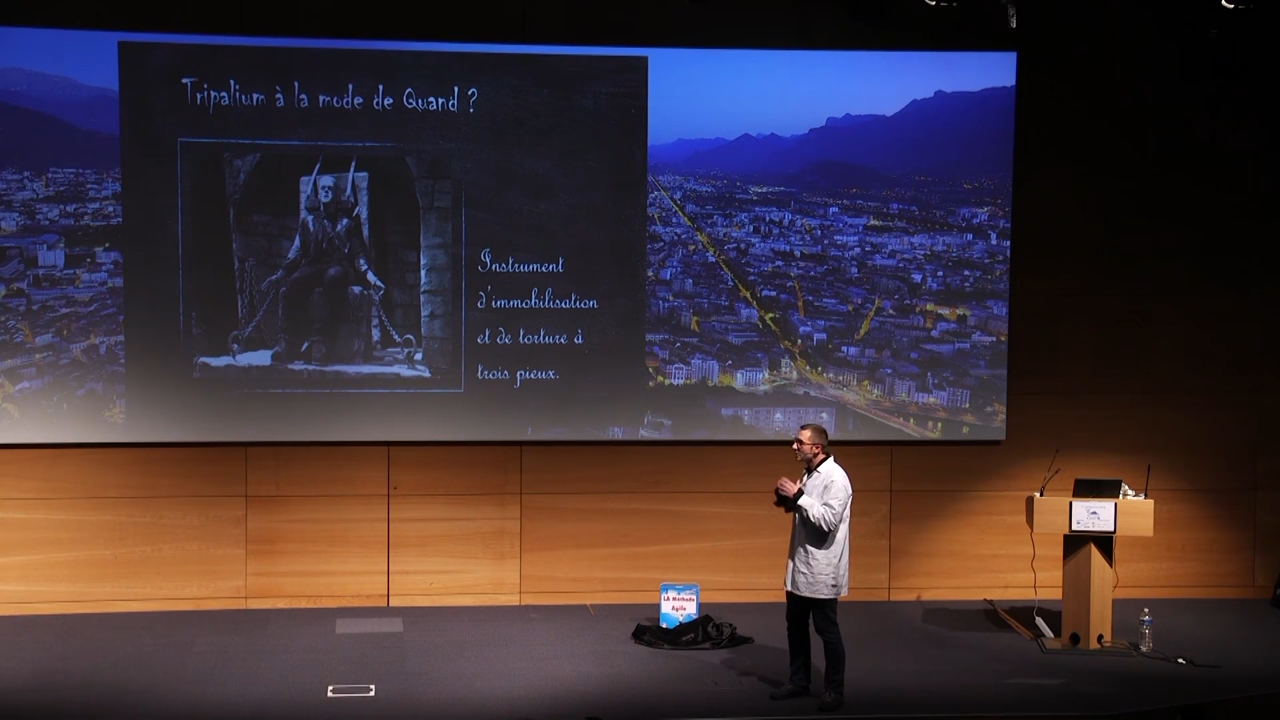 Tripalium à la mode de Quand ?
Instrument
d'immobilisation
et de torture à
trois pieux.
LA Méthode
Agile